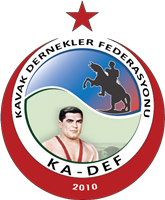 KAVAK DERNEKLER FEDERASYONU
KA-DEF
2010